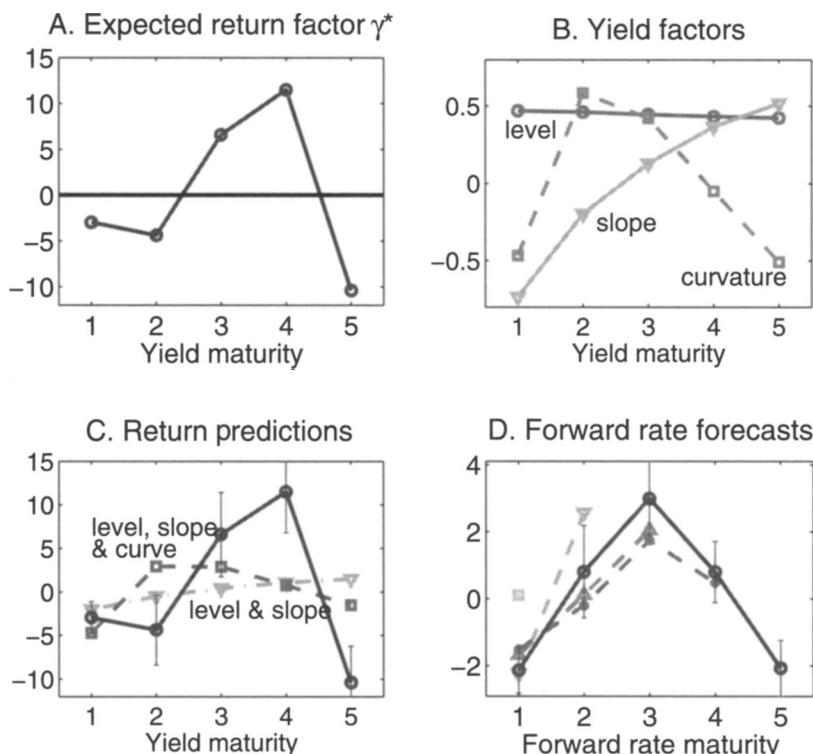 A. Expected return factor γ*
15
10
5
0
−5
−10
1 2 3 4 5
Yield maturity
B. Yield factors
0.5
0
−0.5
level
slope
curvature
1 2 3 4 5
Yield maturity
C. Return predictions
15
10
5
0
−5
−10
level, slope
& curve
level & slope
1 2 3 4 5
Yield maturity
D. Forward rate forecasts
4
2
0
−2
1 2 3 4 5
Forward rate maturity